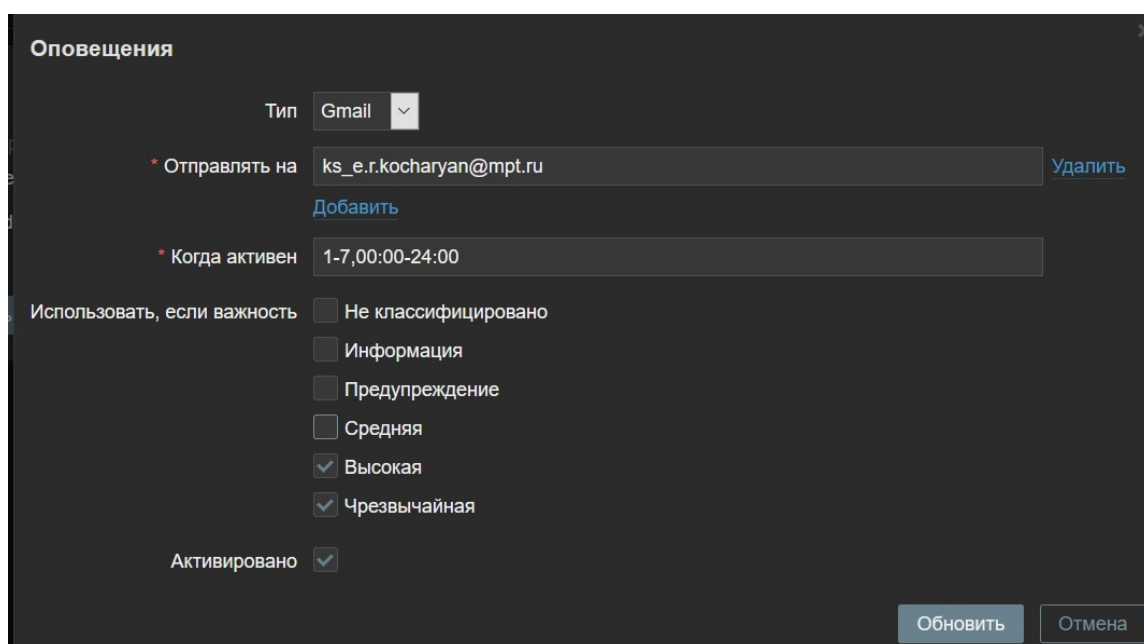 Оповещения
Тип Gmail
* Отправлять на ks_e.r.kocharyan@mpt.ru Удалить
Добавить
* Когда активен 1-7,00:00-24:00
Использовать, если важность Не классифицировано
Информация
Предупреждение
Средняя
Высокая
Чрезвычайная
Активировано
Обновить Отмена